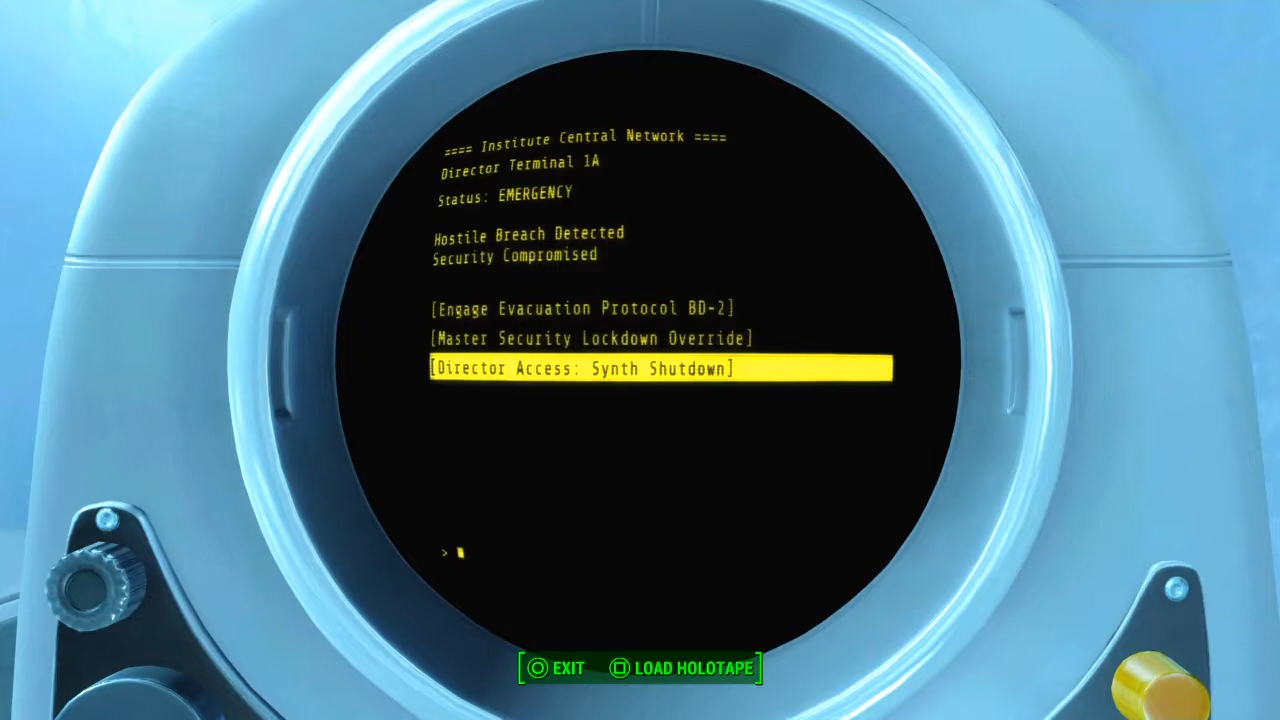 ==== Institute Central Network ====
Director Terminal 1A
Status: EMERGENCY
Hostile Breach Detected
Security Compromised
[Engage Evacuation Protocol BD-2]
[Master Security Lockdown Override]
[Director Access: Synth Shutdown]
>
EXIT LOAD HOLOTAPE